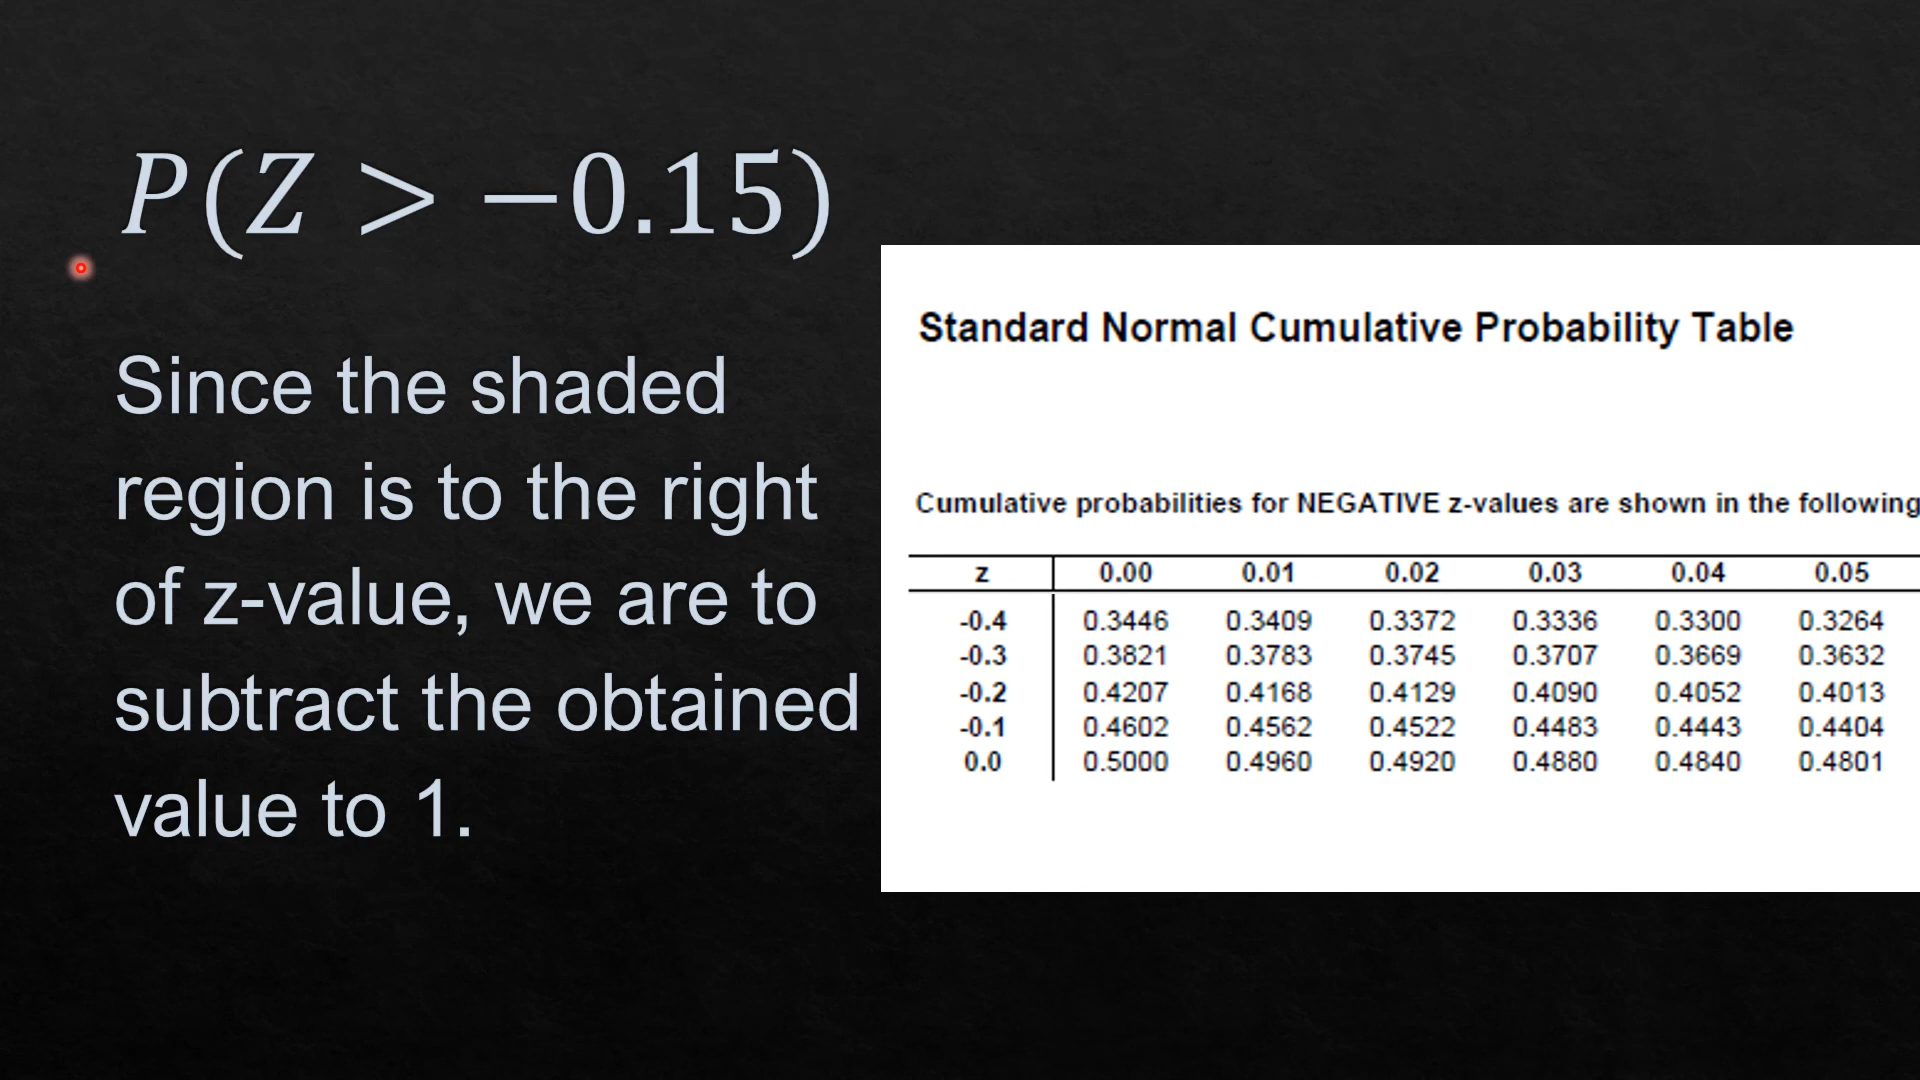 P(Z > −0.15)
Since the shaded
region is to the right
of z-value, we are to
subtract the obtained
value to 1.
Standard Normal Cumulative Probability Table
Cumulative probabilities for NEGATIVE z-values are shown in the following
z 0.00 0.01 0.02 0.03 0.04 0.05
-0.4 0.3446 0.3409 0.3372 0.3336 0.3300 0.3264
-0.3 0.3821 0.3783 0.3745 0.3707 0.3669 0.3632
-0.2 0.4207 0.4168 0.4129 0.4090 0.4052 0.4013
-0.1 0.4602 0.4562 0.4522 0.4483 0.4443 0.4404
0.0 0.5000 0.4960 0.4920 0.4880 0.4840 0.4801